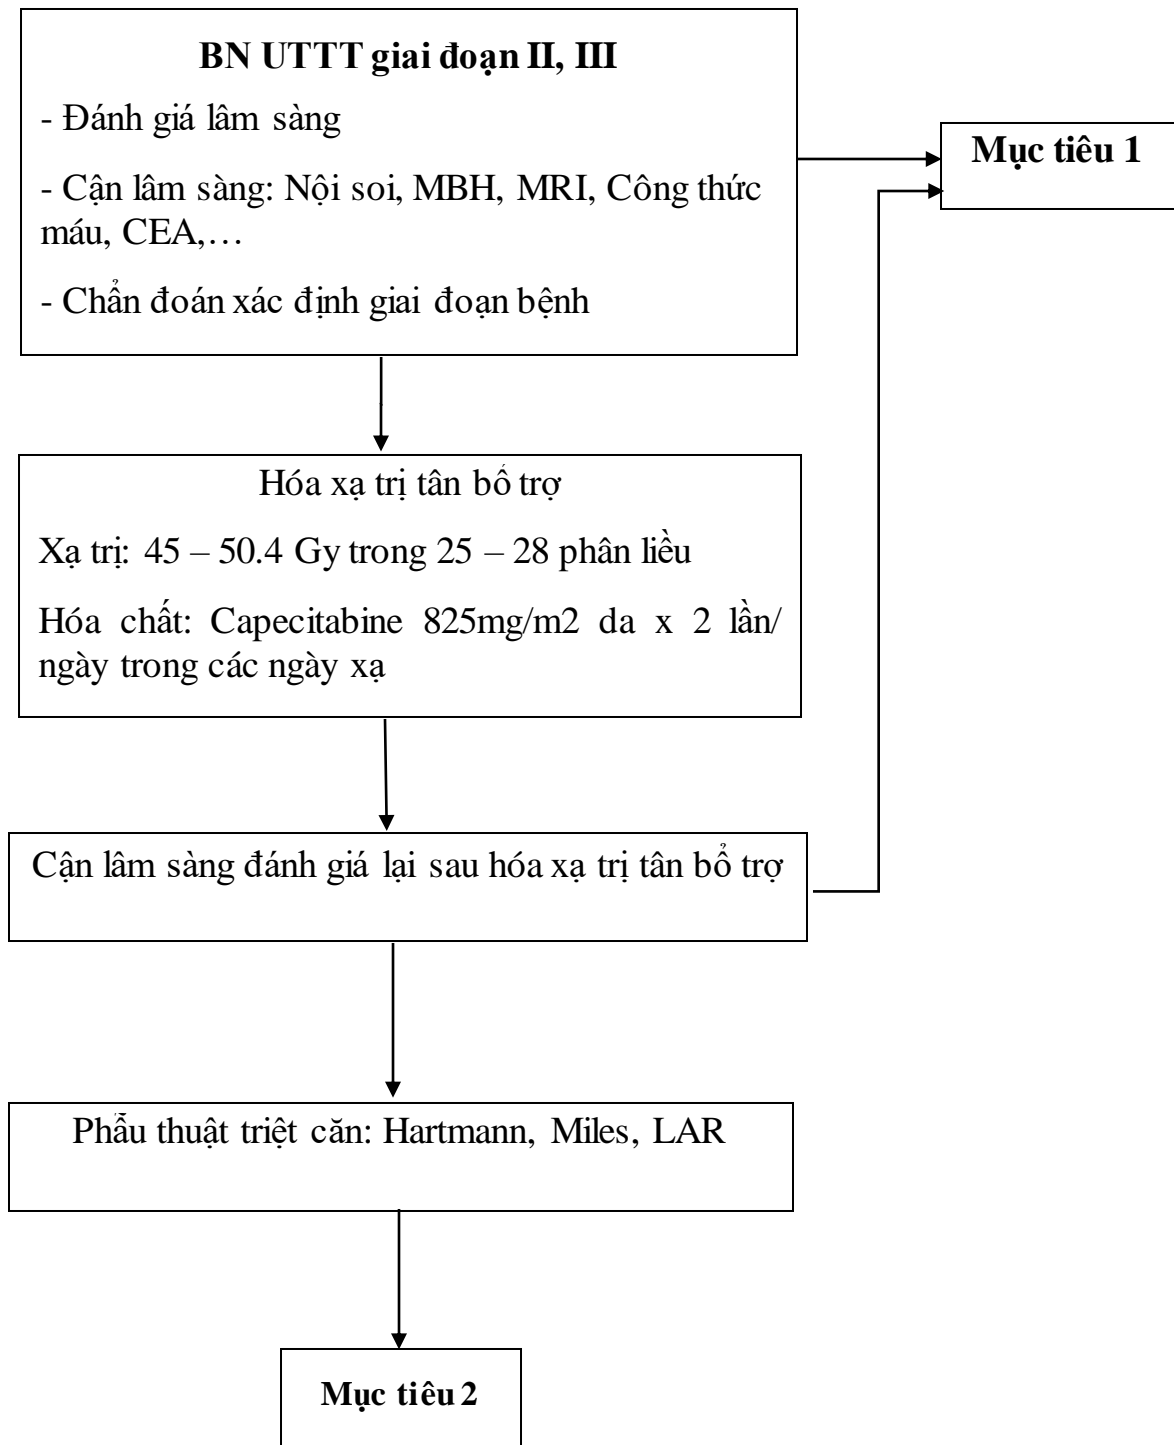 BN UTTT giai đoạn II, III
- Đánh giá lâm sàng
- Cận lâm sàng: Nội soi, MBH, MRI, Công thức
máu, CEA,…
- Chẩn đoán xác định giai đoạn bệnh
Mục tiêu 1
Hóa xạ trị tân bổ trợ
Xạ trị: 45 – 50.4 Gy trong 25 – 28 phân liều
Hóa chất: Capecitabine 825mg/m2 da x 2 lần/
ngày trong các ngày xạ
Cận lâm sàng đánh giá lại sau hóa xạ trị tân bổ trợ
Phẫu thuật triệt căn: Hartmann, Miles, LAR
Mục tiêu 2